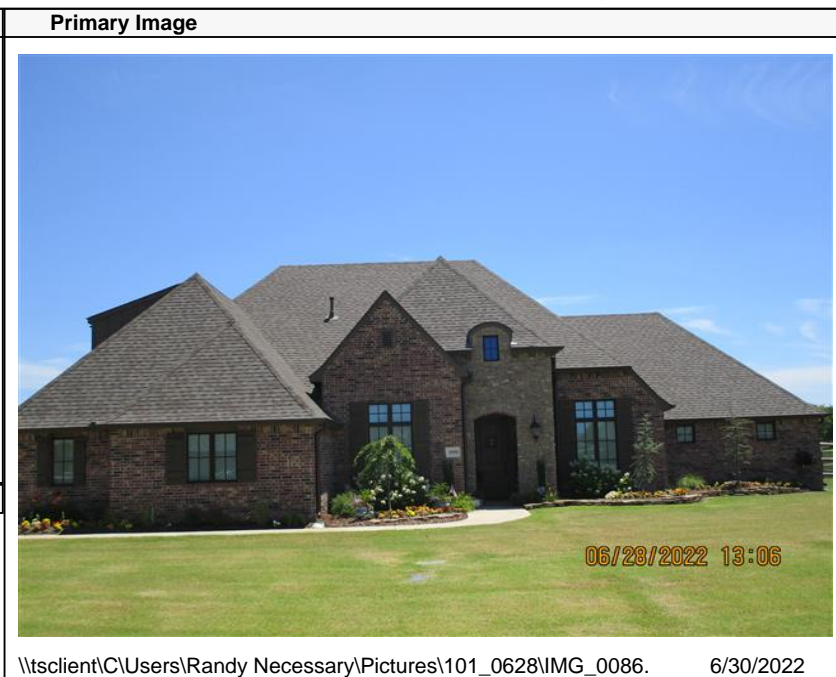 Primary Image
06/28/2022 13:06
\\tsclient\C\Users\Randy Necessary\Pictures\101_0628\IMG_0086.
6/30/2022